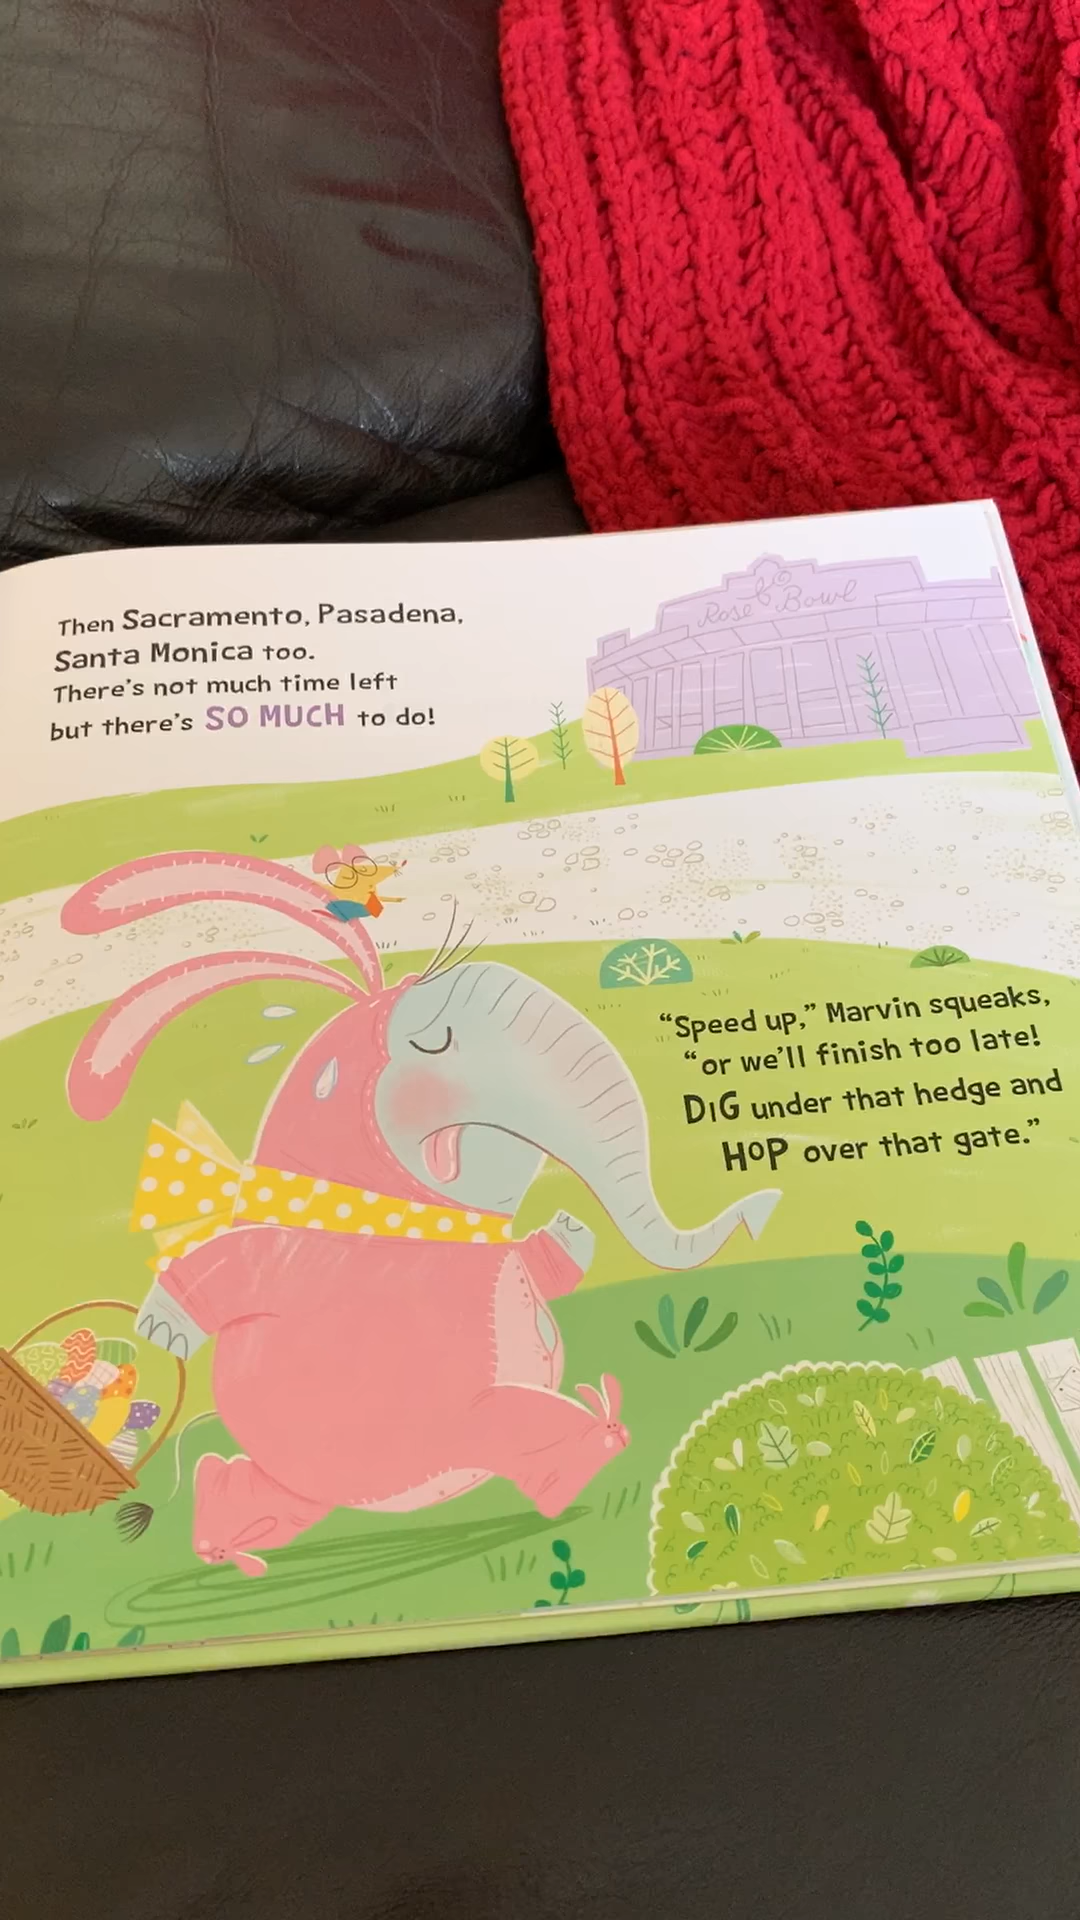 Then Sacramento, Pasadena,
Santa Monica too.
There's not much time left
but there's SO MUCH to do!
Rose Bowl
"Speed up," Marvin squeaks,
"or we'll finish too late!
DiG under that hedge and
HoP over that gate."